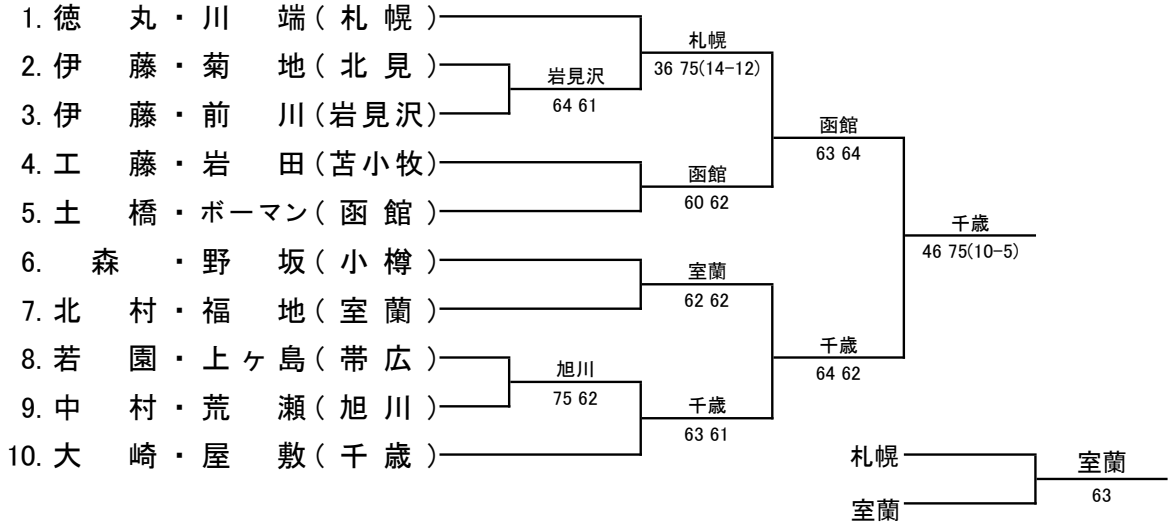 1. 徳丸・川端(札幌)
札幌
36 75(14-12)
2. 伊藤・菊地(北見)
岩見沢
64 61
3. 伊藤・前川(岩見沢)
函館
63 64
4. 工藤・岩田(苫小牧)
函館
60 62
5. 土橋・ボーマン(函館)
千歳
46 75(10-5)
6. 森・野坂(小樽)
室蘭
62 62
7. 北村・福地(室蘭)
8. 若園・上ヶ島(帯広)
千歳
64 62
旭川
75 62
9. 中村・荒瀬(旭川)
千歳
63 61
10. 大崎・屋敷(千歳)
札幌
室蘭
63
室蘭